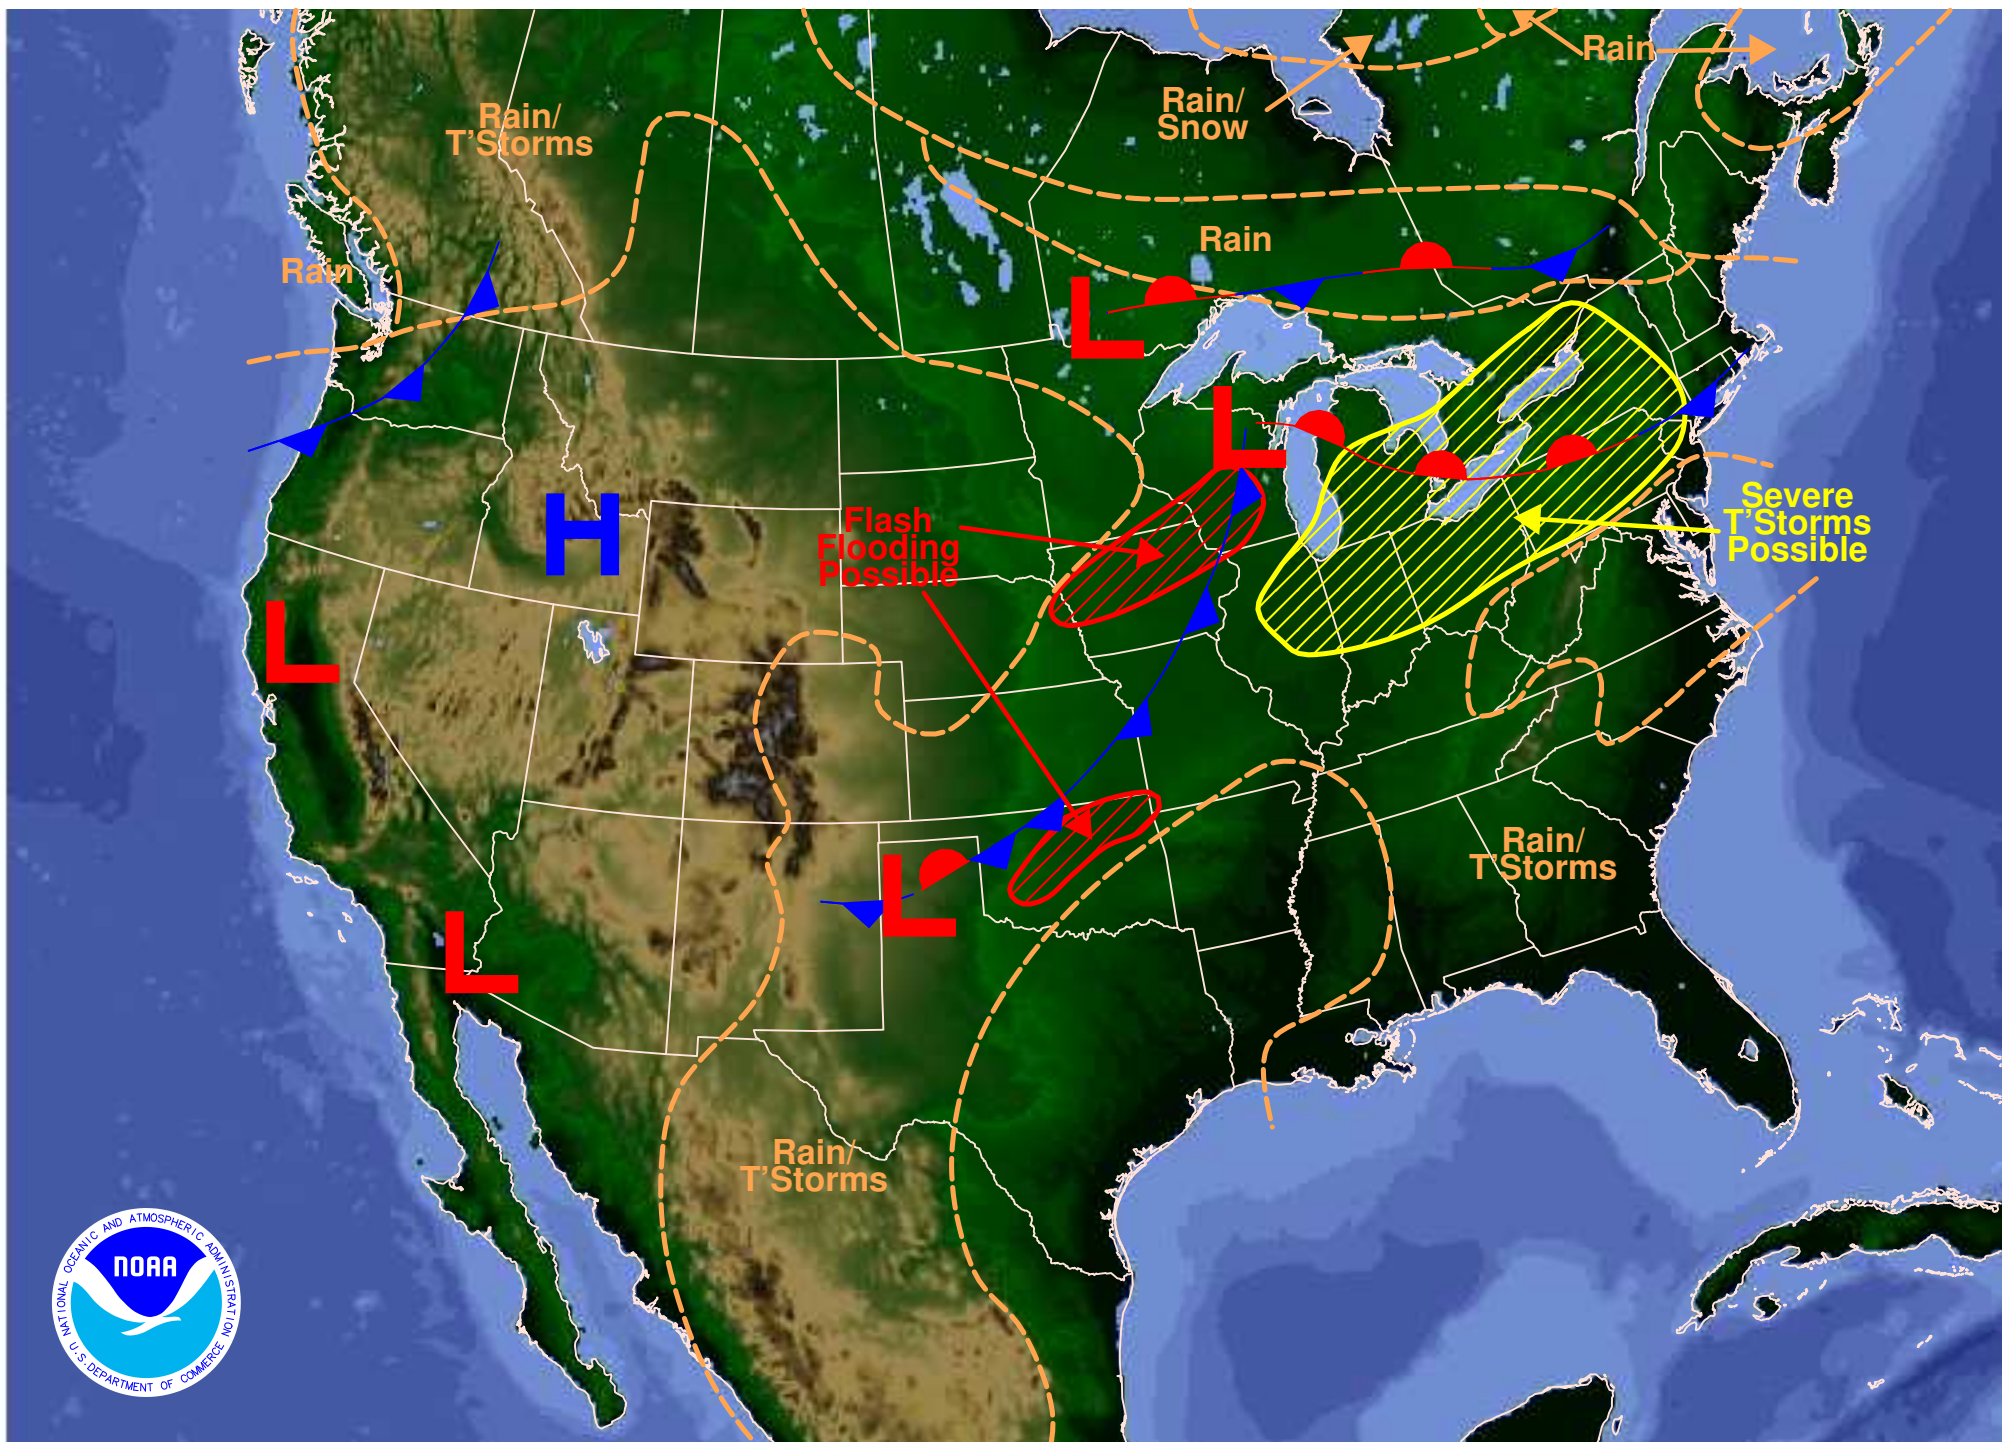 Rain
Rain/
Snow
Rain/
T'Storms
Rain
Rain
L
L
H
Severe
T'Storms
Possible
Flash
Flooding
Possible
L
Rain/
T'Storms
L
L
Rain/
T'Storms
NATIONAL OCEANIC AND ATMOSPHERIC ADMINISTRATION
NOAA
U.S. DEPARTMENT OF COMMERCE